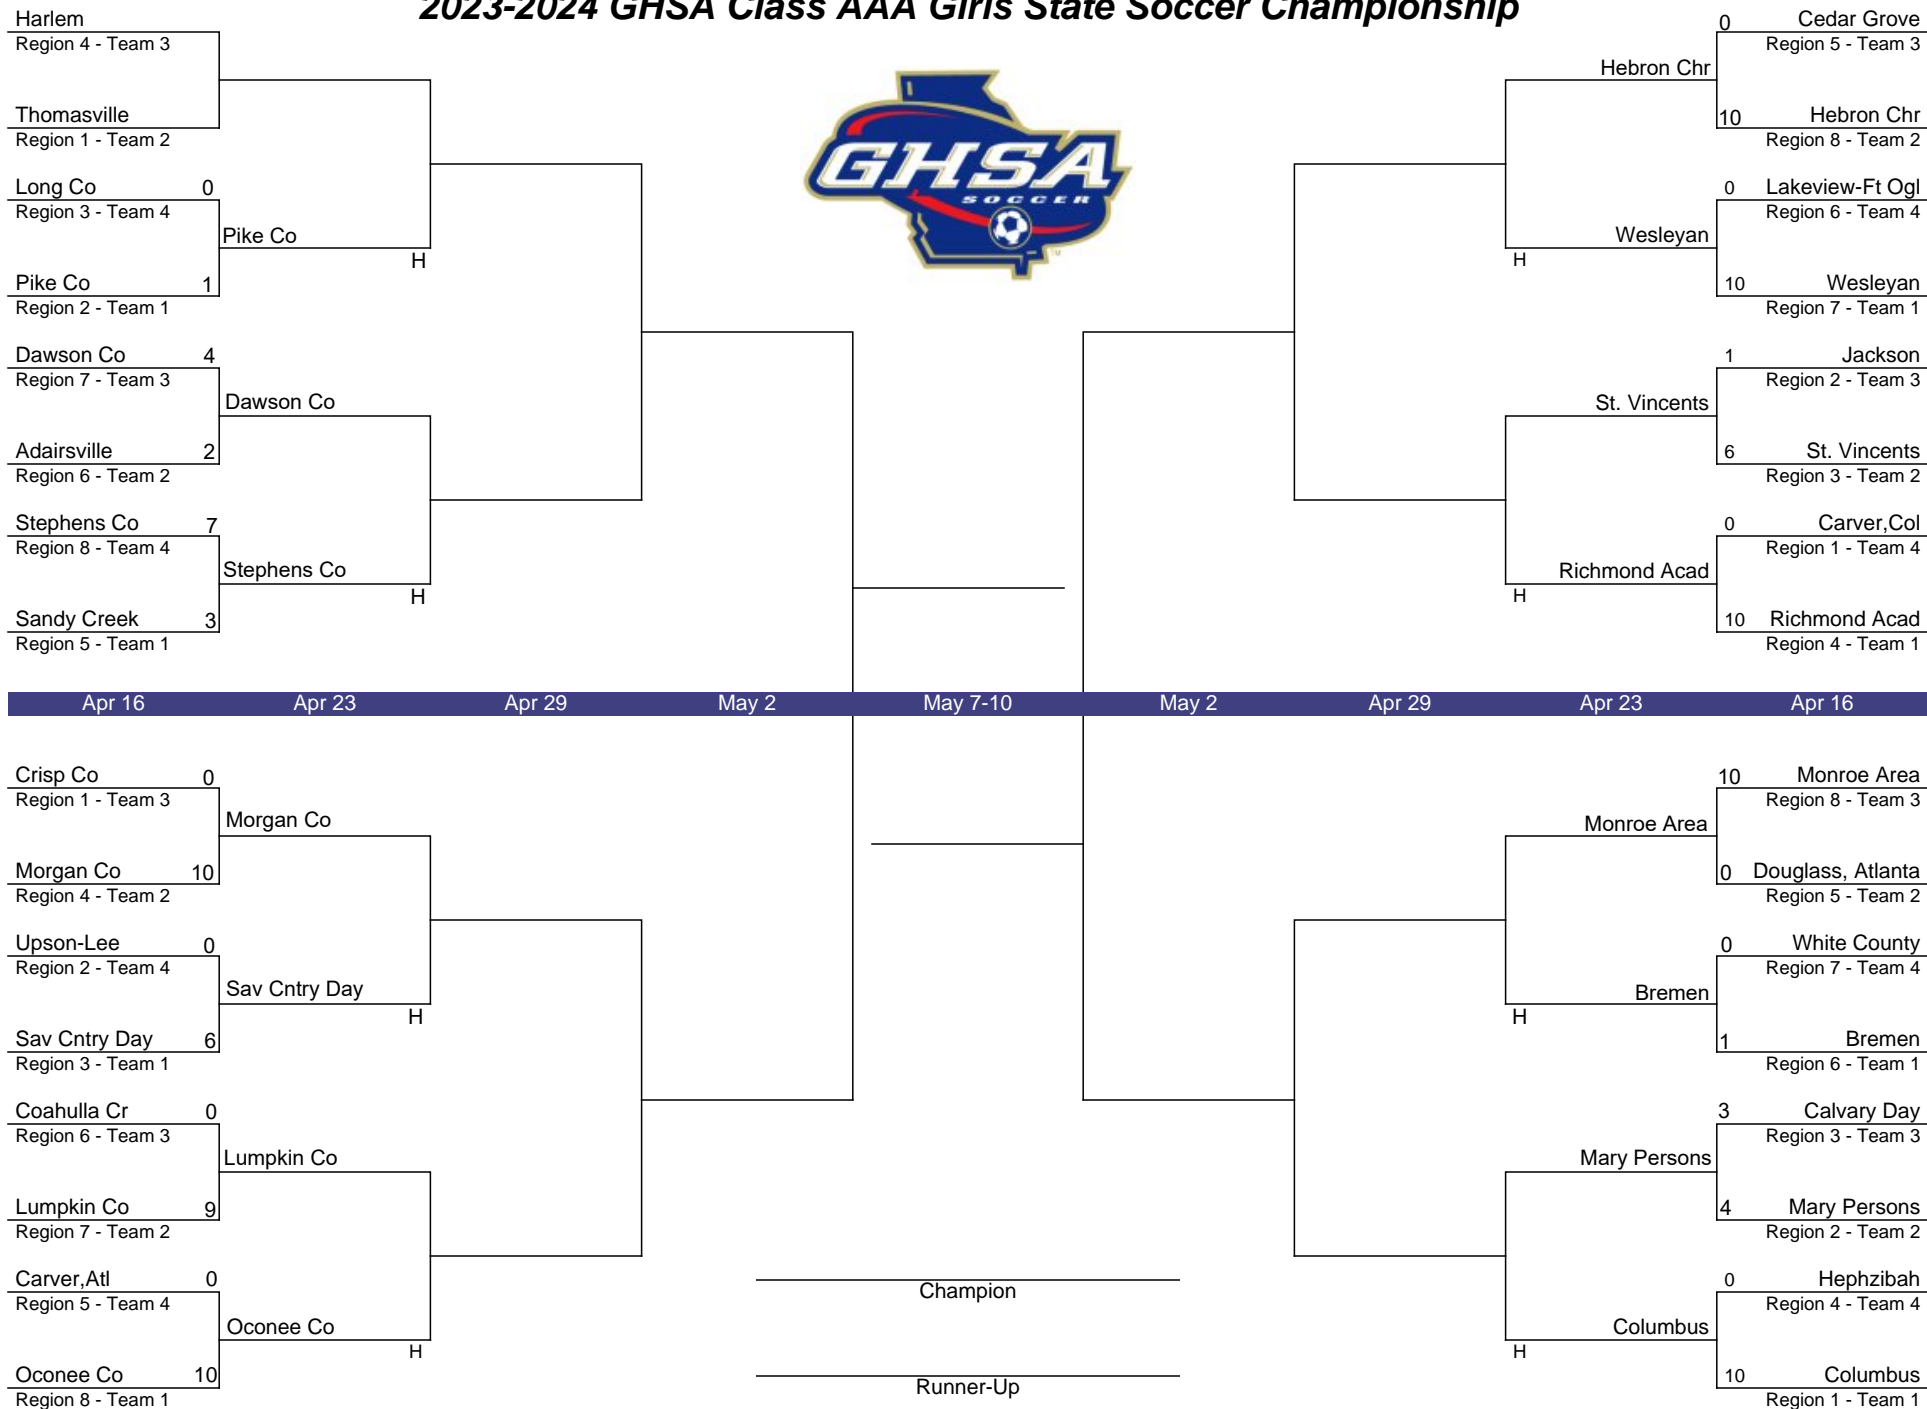 2023-2024 GHSA Class AAA Girls State Soccer Championship
Harlem
Region 4 - Team 3
Thomasville
Region 1 - Team 2
Long Co 0
Region 3 - Team 4
Pike Co
H
Pike Co 1
Region 2 - Team 1
Dawson Co 4
Region 7 - Team 3
Dawson Co
Adairsville 2
Region 6 - Team 2
Stephens Co 7
Region 8 - Team 4
Stephens Co
H
Sandy Creek 3
Region 5 - Team 1
GHSA
SOCCER
0 Cedar Grove
Region 5 - Team 3
Hebron Chr
10 Hebron Chr
Region 8 - Team 2
0 Lakeview-Ft Ogl
Region 6 - Team 4
Wesleyan
H
10 Wesleyan
Region 7 - Team 1
1 Jackson
Region 2 - Team 3
St. Vincents
6 St. Vincents
Region 3 - Team 2
0 Carver,Col
Region 1 - Team 4
Richmond Acad
H
10 Richmond Acad
Region 4 - Team 1
Apr 16 Apr 23 Apr 29 May 2 May 7-10 May 2 Apr 29 Apr 23 Apr 16
Crisp Co 0
Region 1 - Team 3
Morgan Co
Morgan Co 10
Region 4 - Team 2
Upson-Lee 0
Region 2 - Team 4
Sav Cntry Day
H
Sav Cntry Day 6
Region 3 - Team 1
Coahulla Cr 0
Region 6 - Team 3
Lumpkin Co
Lumpkin Co 9
Region 7 - Team 2
Carver,Atl 0
Region 5 - Team 4
Oconee Co
H
Oconee Co 10
Region 8 - Team 1
Champion
Runner-Up
10 Monroe Area
Region 8 - Team 3
Monroe Area
0 Douglass, Atlanta
Region 5 - Team 2
0 White County
Region 7 - Team 4
Bremen
H
1 Bremen
Region 6 - Team 1
3 Calvary Day
Region 3 - Team 3
Mary Persons
4 Mary Persons
Region 2 - Team 2
0 Hephzibah
Region 4 - Team 4
Columbus
H
10 Columbus
Region 1 - Team 1